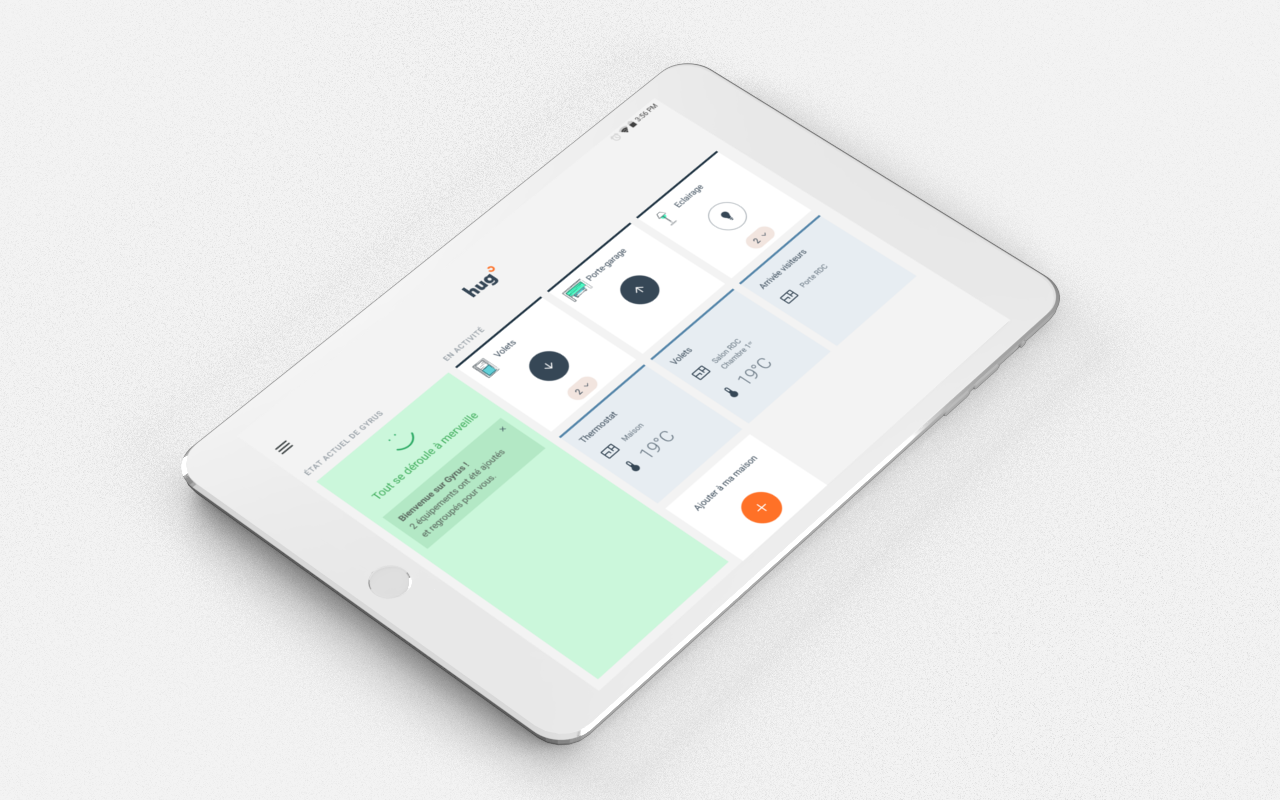 3:56 PM
hug
ÉTAT ACTUEL DE GYRUS
Tout se déroule à merveille
Bienvenue sur Gyrus !
2 équipements ont été ajoutés
et regroupés pour vous.
EN ACTIVITÉ
Volets
2
Porte-garage
Eclairage
2
Thermostat
Maison
19°C
Volets
Salon RDC
Chambre 1ᵉʳ
19°C
Arrivée visiteurs
Porte RDC
Ajouter à ma maison